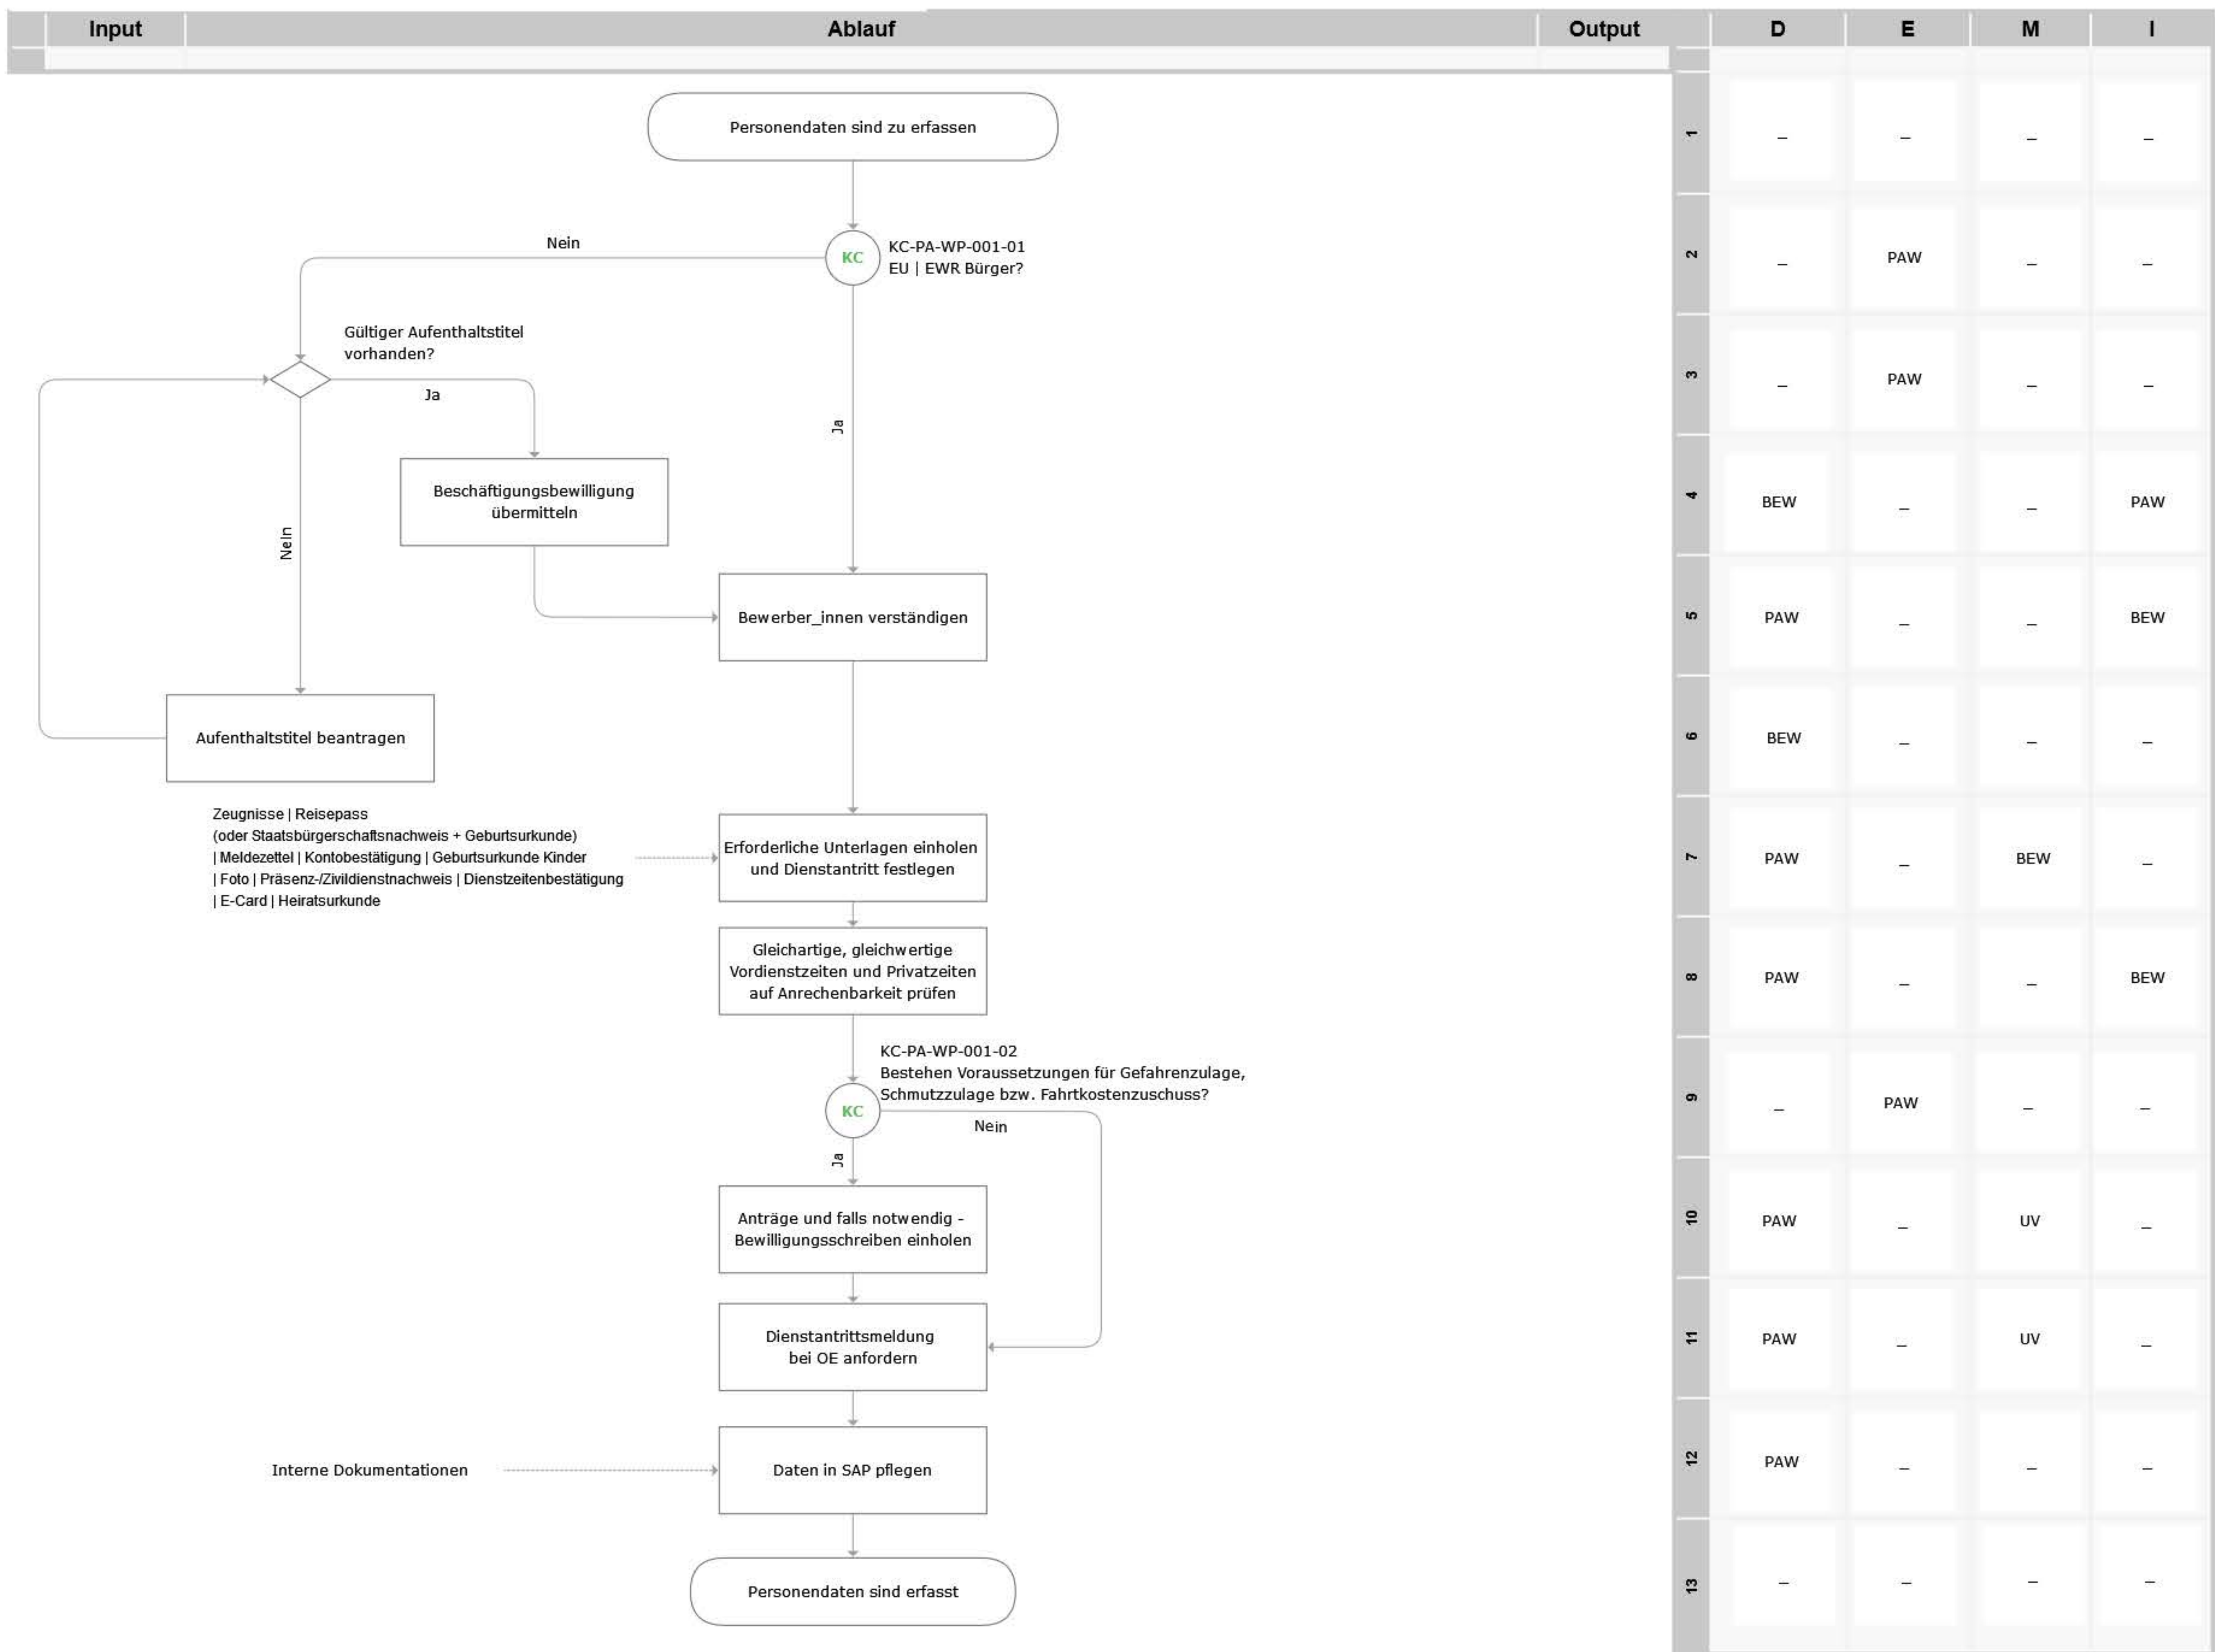 Input Ablauf Output D E M I
Personendaten sind zu erfassen
1 _ _ _ _
Nein
KC
KC-PA-WP-001-01
EU | EWR Bürger?
2 _ PAW _ _
Gültiger Aufenthaltstitel
vorhanden?
Ja
3 _ PAW _ _
Ja
Beschäftigungsbewilligung
übermitteln
4 BEW _ _ PAW
Nein
Bewerber_innen verständigen
5 PAW _ _ BEW
Aufenthaltstitel beantragen
6 BEW _ _ _
Zeugnisse | Reisepass
(oder Staatsbürgerschaftsnachweis + Geburtsurkunde)
| Meldezettel | Kontobestätigung | Geburtsurkunde Kinder
| Foto | Präsenz-/Zivildienstnachweis | Dienstzeitenbestätigung
| E-Card | Heiratsurkunde
Erforderliche Unterlagen einholen
und Dienstantritt festlegen
7 PAW _ BEW _
Gleichartige, gleichwertige
Vordienstzeiten und Privatzeiten
auf Anrechenbarkeit prüfen
8 PAW _ _ BEW
KC-PA-WP-001-02
Bestehen Voraussetzungen für Gefahrenzulage,
Schmutzzulage bzw. Fahrtkostenzuschuss?
KC
Nein
9 _ PAW _ _
Ja
Anträge und falls notwendig -
Bewilligungsschreiben einholen
10 PAW _ UV _
Dienstantrittsmeldung
bei OE anfordern
11 PAW _ UV _
Interne Dokumentationen
Daten in SAP pflegen
12 PAW _ _ _
Personendaten sind erfasst
13 _ _ _ _